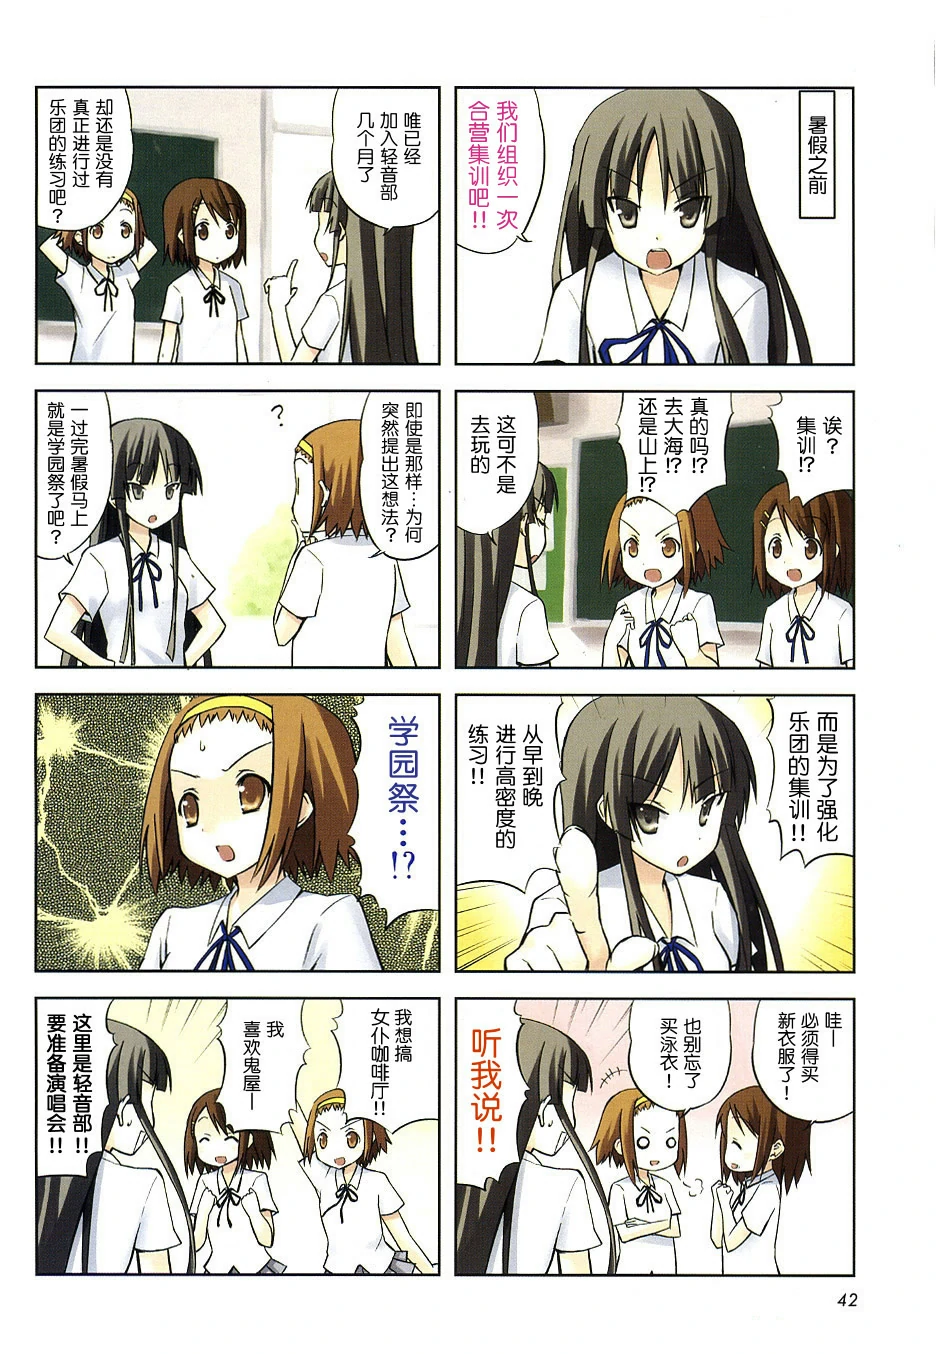 暑假之前
我们组织一次
合营集训吧!!
诶?
集训!?
真的吗!?
去大海!?
还是山上!?
这可不是
去玩的
而是为了强化
乐团的集训!!
从早到晚
进行高密度的
练习!!
哇—
必须得买
新衣服了!
也别忘了
买泳衣!
听我说!!
唯已经
加入轻音部
几个月了
却还是没有
真正进行过
乐团的练习吧?
即使是那样…为何
突然提出这想法?
?
一过完暑假马上
就是学园祭了吧?
学园祭…!?
我想搞
女仆咖啡厅!!
我
喜欢鬼屋—
这里是轻音部!!
要准备演唱会!!
42